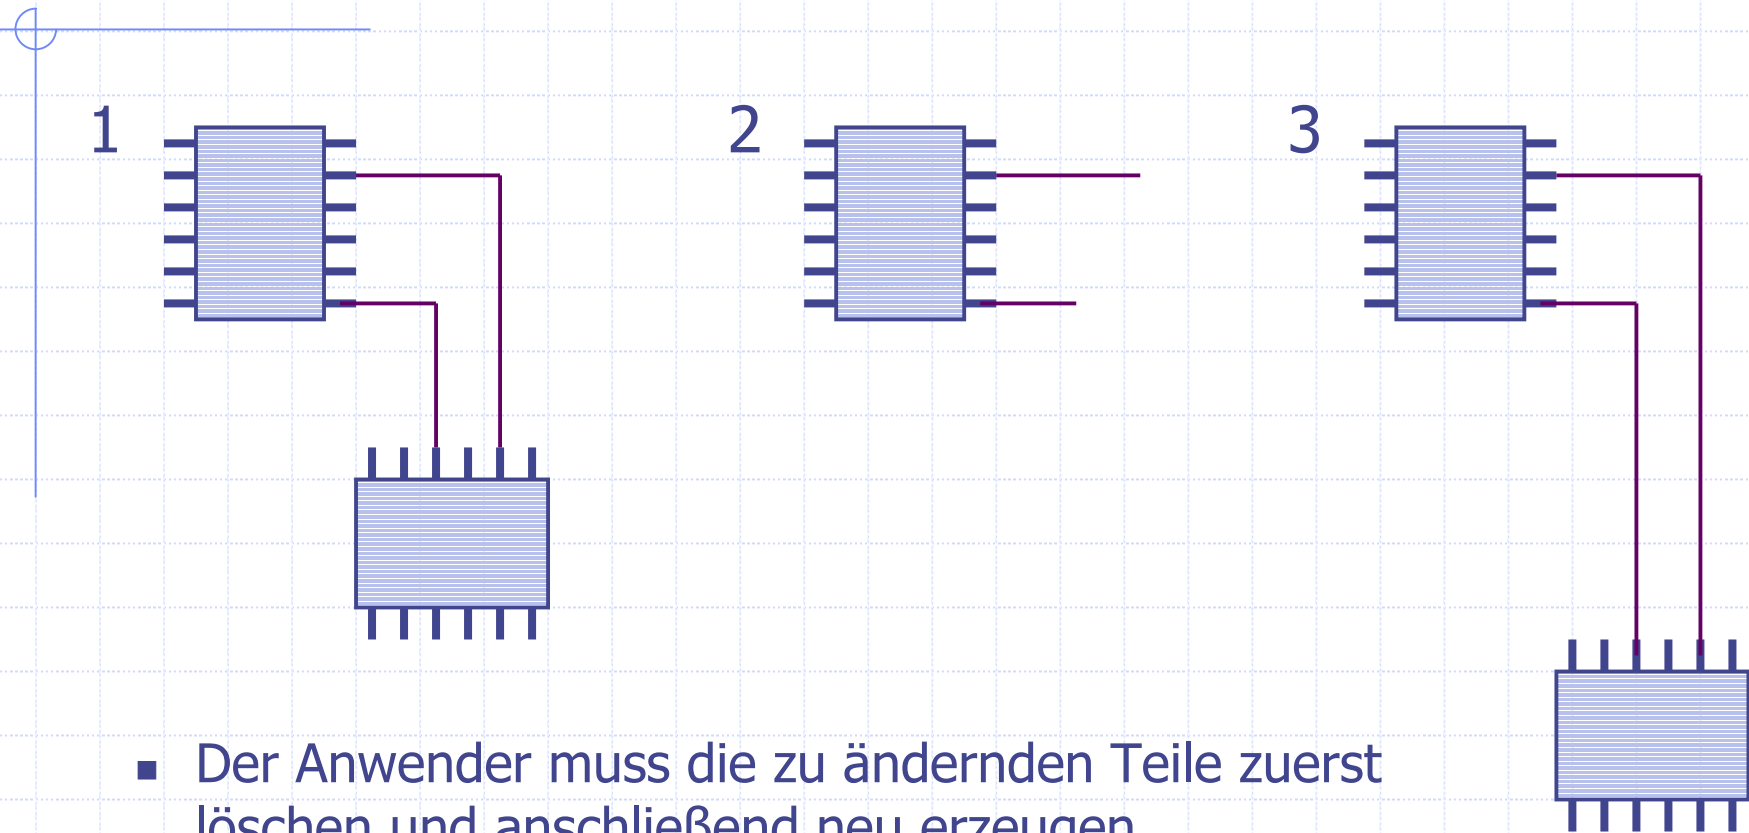 1 2 3
Der Anwender muss die zu ändernden Teile zuerst
löschen und anschließend neu erzeugen